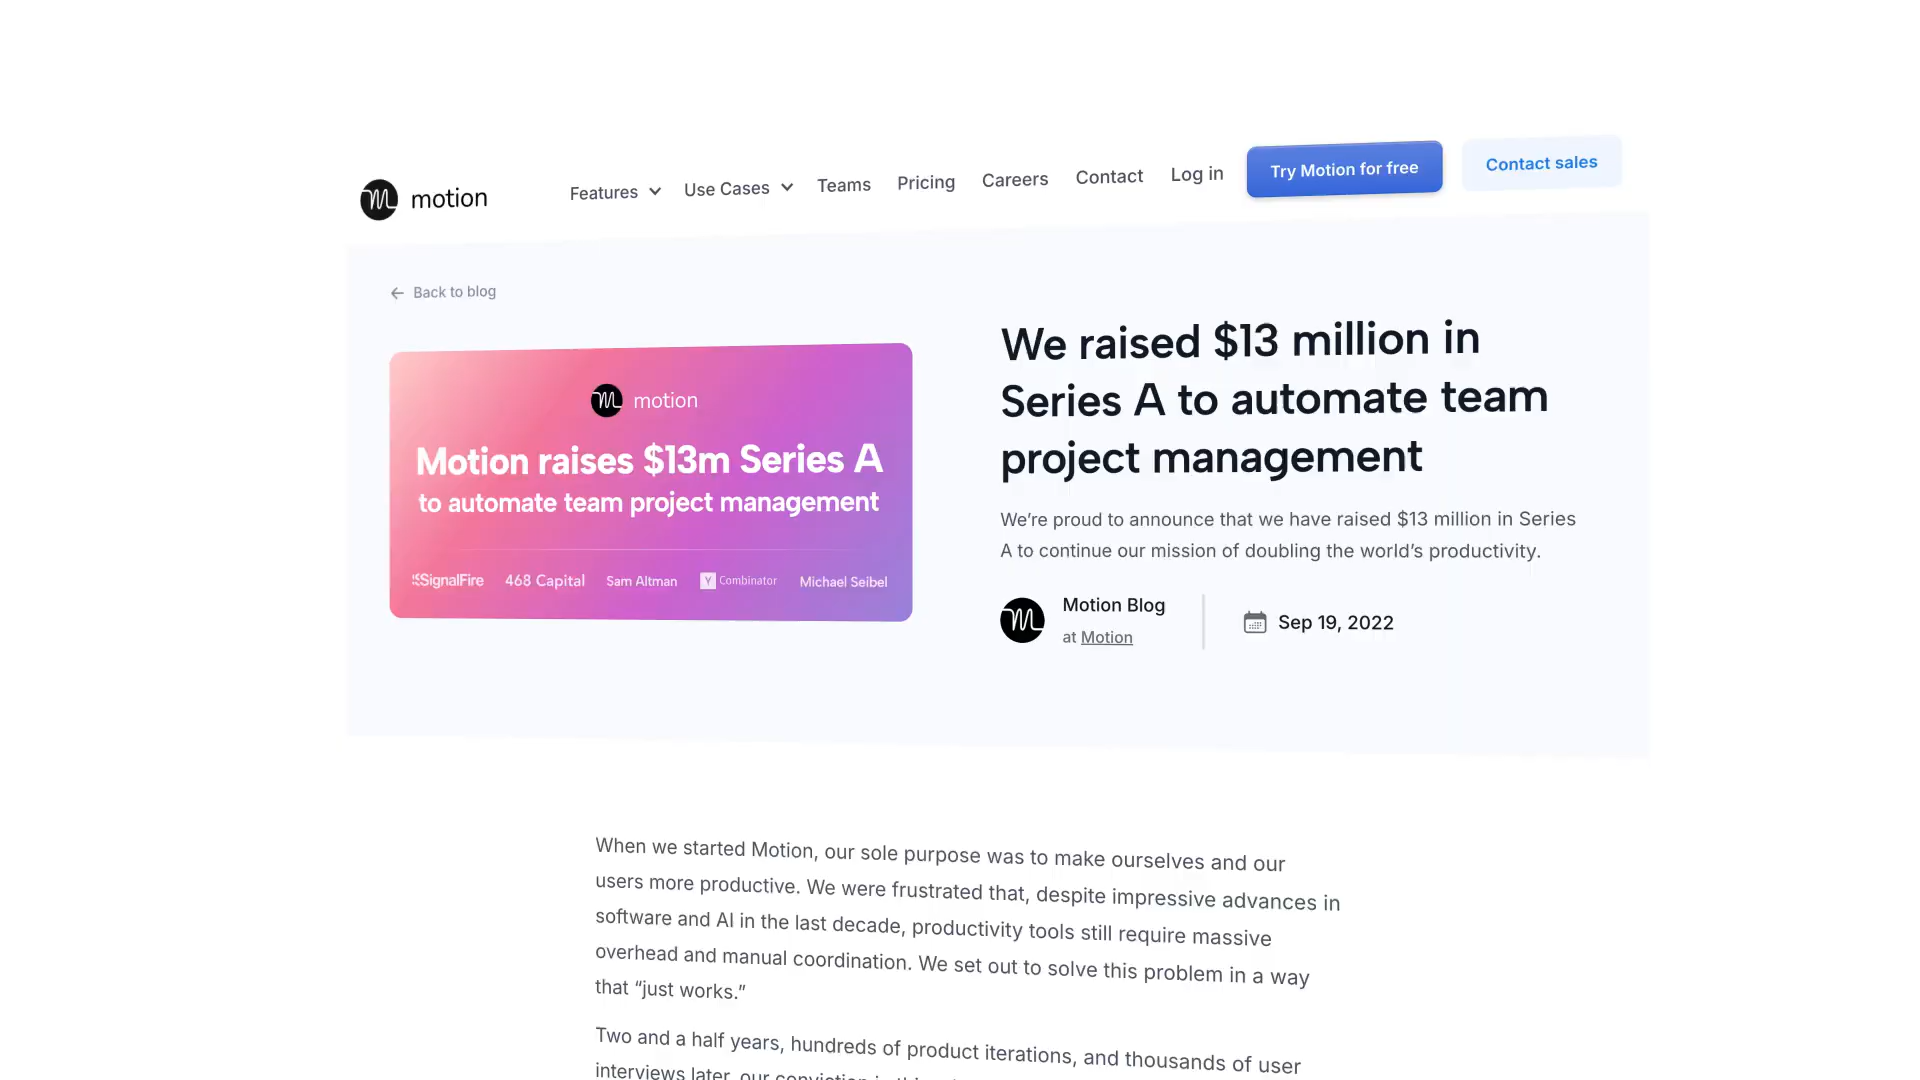 motion
Features
Use Cases
Teams
Pricing
Careers
Contact
Log in
Try Motion for free
Contact sales
Back to blog
motion
Motion raises $13m Series A
to automate team project management
SignalFire
468 Capital
Sam Altman
Y Combinator
Michael Seibel
We raised $13 million in
Series A to automate team
project management
We’re proud to announce that we have raised $13 million in Series
A to continue our mission of doubling the world’s productivity.
Motion Blog
at Motion
Sep 19, 2022
When we started Motion, our sole purpose was to make ourselves and our
users more productive. We were frustrated that, despite impressive advances in
software and AI in the last decade, productivity tools still require massive
overhead and manual coordination. We set out to solve this problem in a way
that “just works.”
Two and a half years, hundreds of product iterations, and thousands of user
interviews later, our conviction in